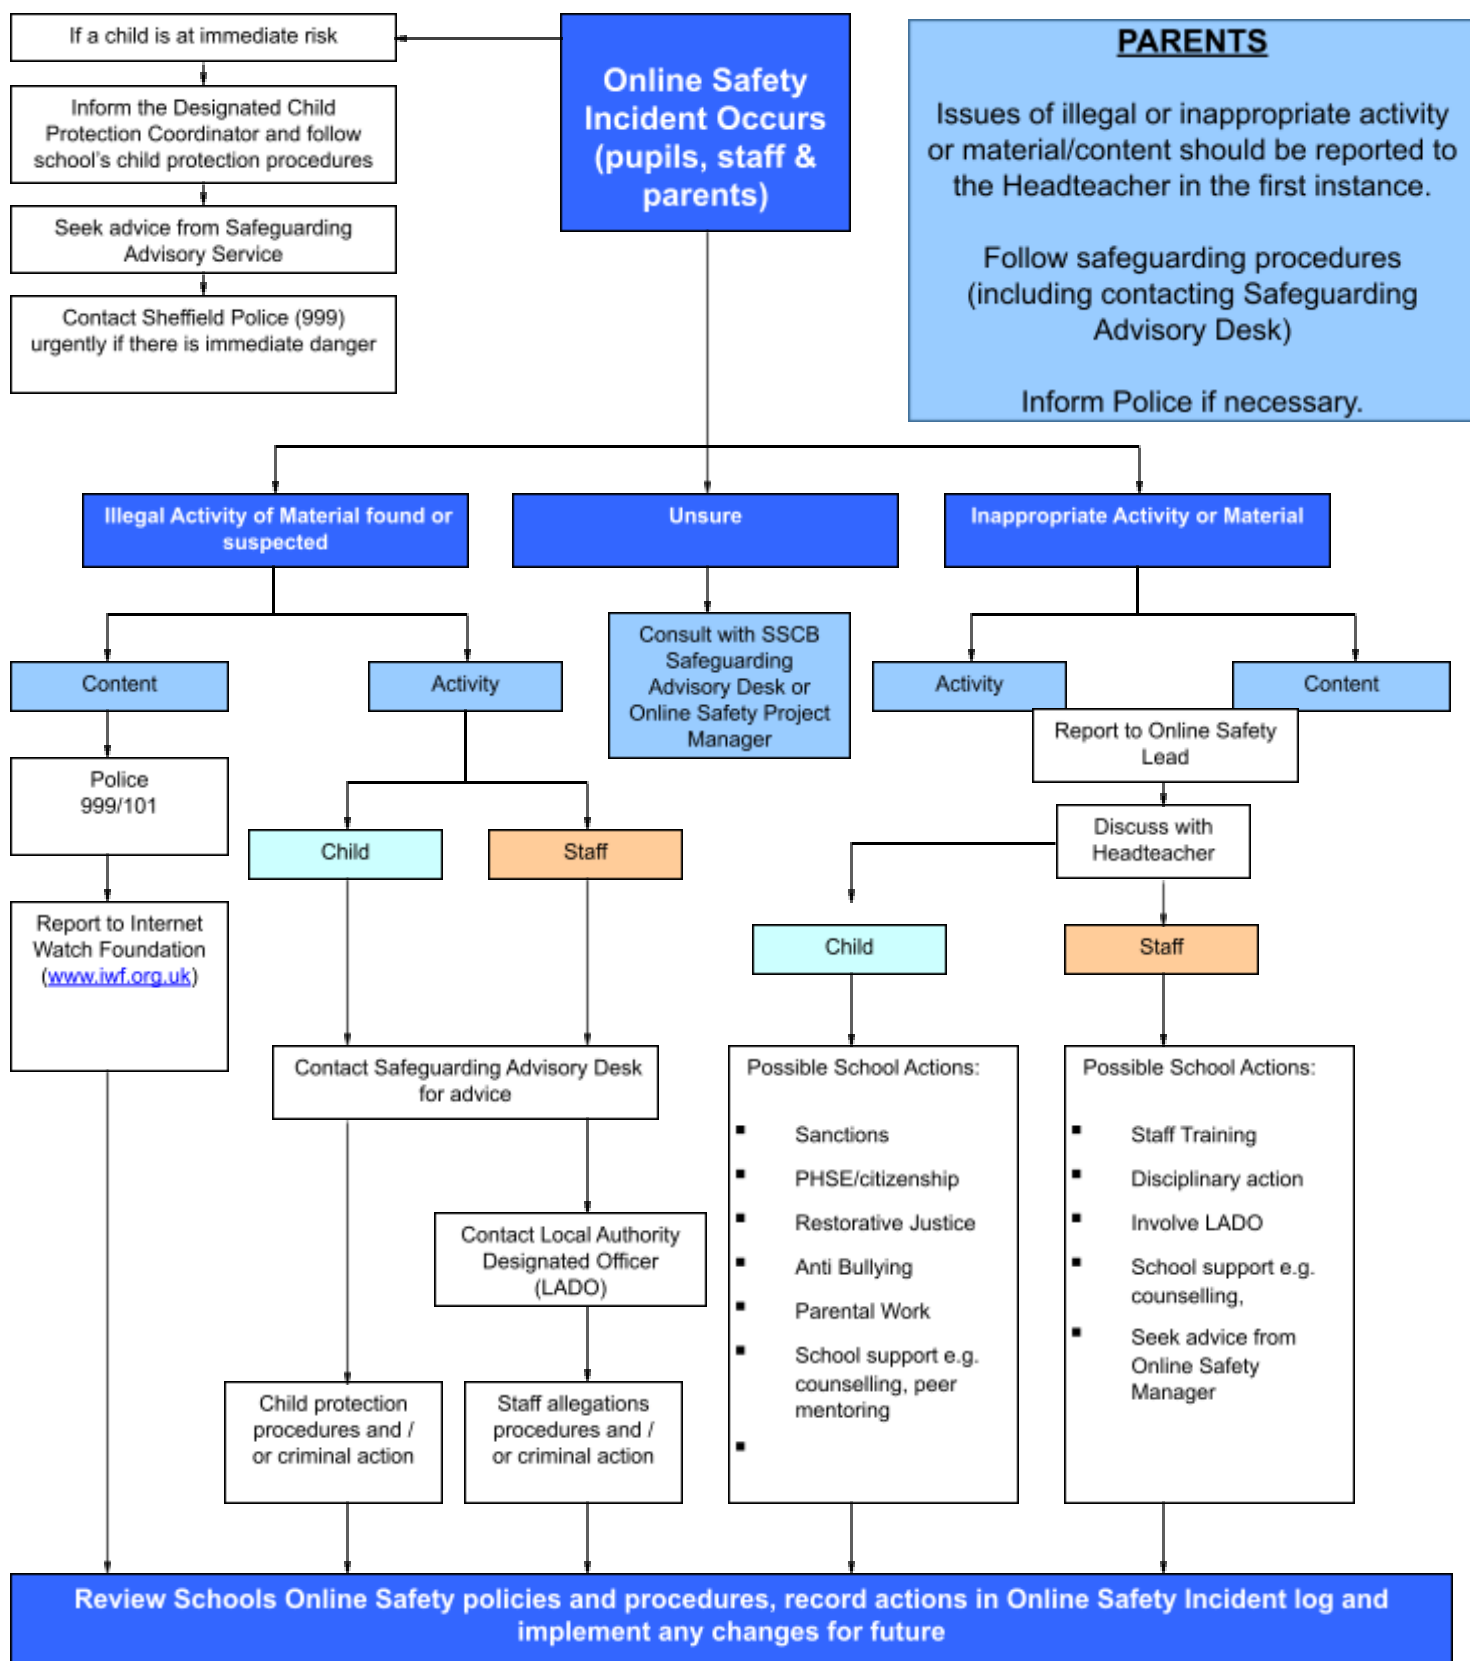 If a child is at immediate risk
Inform the Designated Child
Protection Coordinator and follow
school's child protection procedures
Seek advice from Safeguarding
Advisory Service
Contact Sheffield Police (999)
urgently if there is immediate danger
Online Safety
Incident Occurs
(pupils, staff &
parents)
PARENTS
Issues of illegal or inappropriate activity
or material/content should be reported to
the Headteacher in the first instance.
Follow safeguarding procedures
(including contacting Safeguarding
Advisory Desk)
Inform Police if necessary.
Illegal Activity of Material found or
suspected
Unsure
Inappropriate Activity or Material
Content
Activity
Consult with SSCB
Safeguarding
Advisory Desk or
Online Safety Project
Manager
Activity
Content
Report to Online Safety
Lead
Discuss with
Headteacher
Police
999/101
Child
Staff
Report to Internet
Watch Foundation
(www.iwf.org.uk)
Child
Staff
Contact Safeguarding Advisory Desk
for advice
Contact Local Authority
Designated Officer
(LADO)
Child protection
procedures and /
or criminal action
Staff allegations
procedures and /
or criminal action
Possible School Actions:
Sanctions
PHSE/citizenship
Restorative Justice
Anti Bullying
Parental Work
School support e.g.
counselling, peer
mentoring
Possible School Actions:
Staff Training
Disciplinary action
Involve LADO
School support e.g.
counselling,
Seek advice from
Online Safety
Manager
Review Schools Online Safety policies and procedures, record actions in Online Safety Incident log and
implement any changes for future